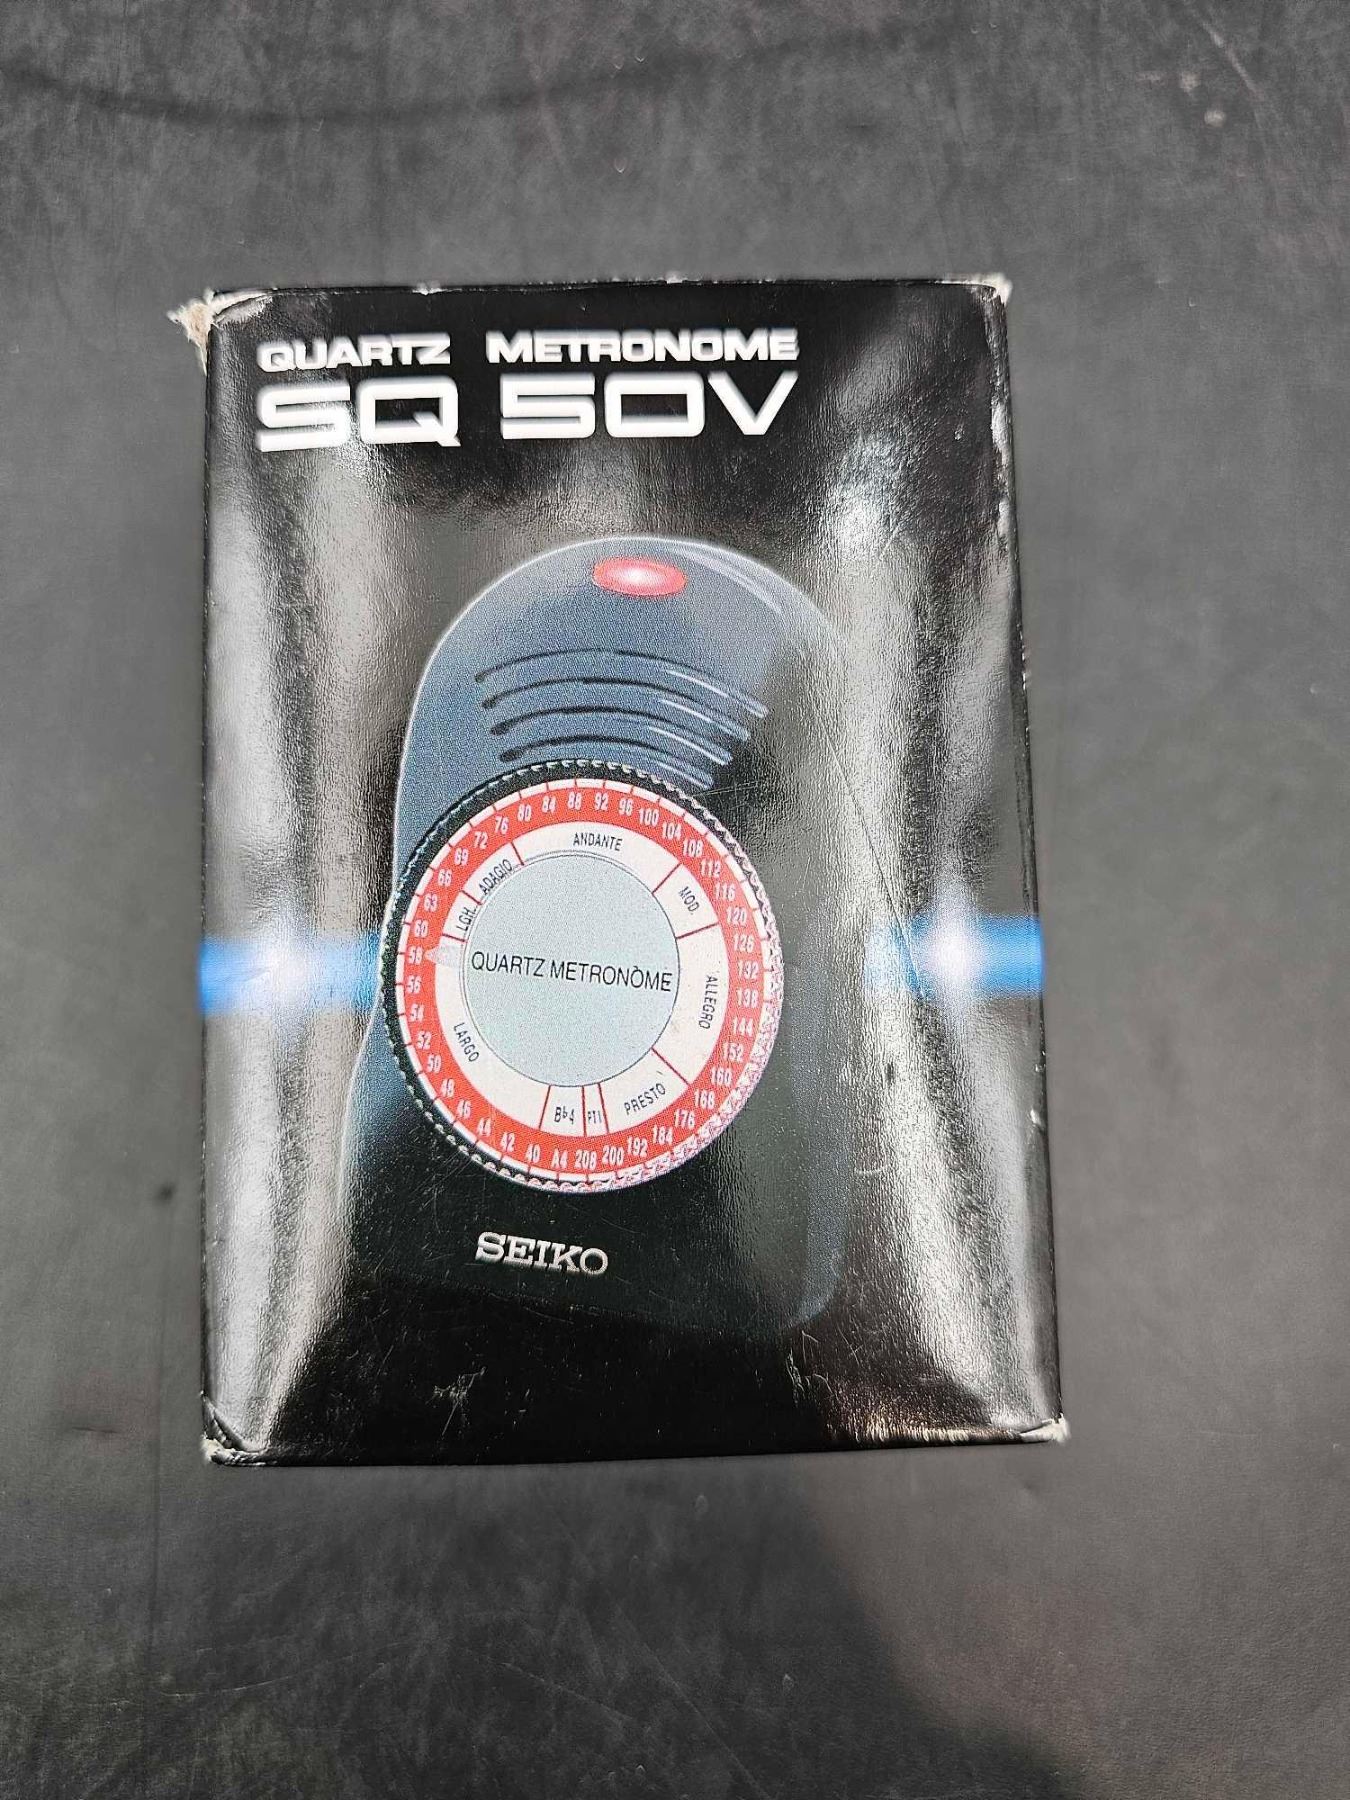 QUARTZ METRONOME
SQ 50V
40 42 44 46 48 50 52 54 56 58 60 63 66 69 72 76 80 84 88 92 96 100 104 108 112 116 120 126 132 138 144 152 160 168 176 184 192 200 208 A4
LARGO LGH. ADAGIO ANDANTE MOD. ALLEGRO PRESTO PTI B♭4
QUARTZ METRONÒME
SEIKO